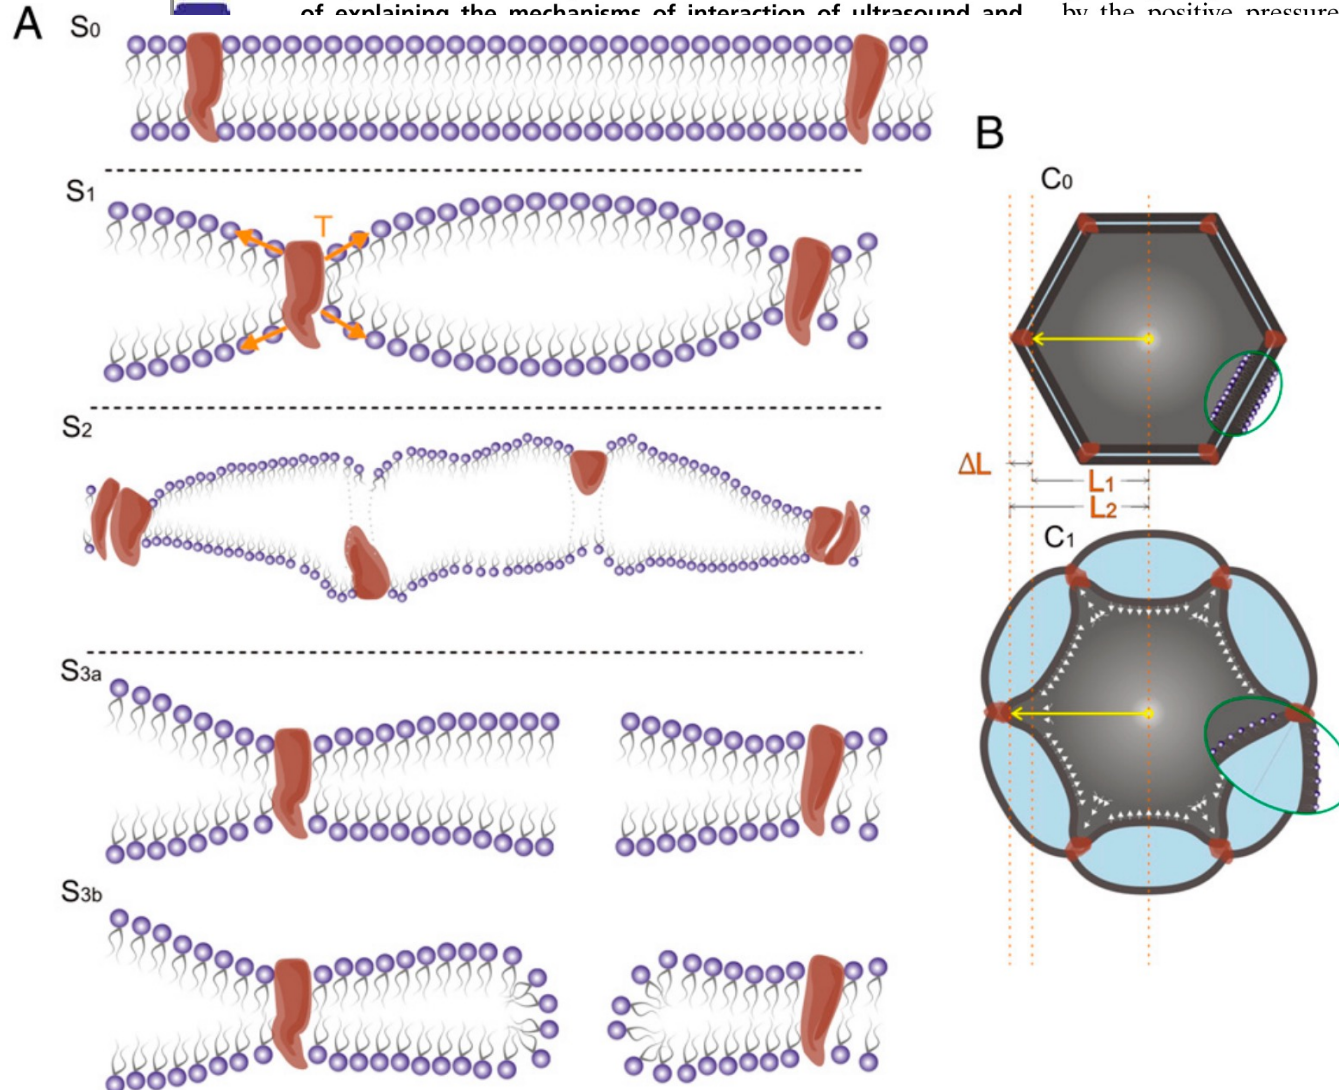 of explaining the mechanisms of interaction of ultrasound and
by the positive pressure
A
S0
S1
T
S2
S3a
S3b
B
C0
ΔL
L1
L2
C1